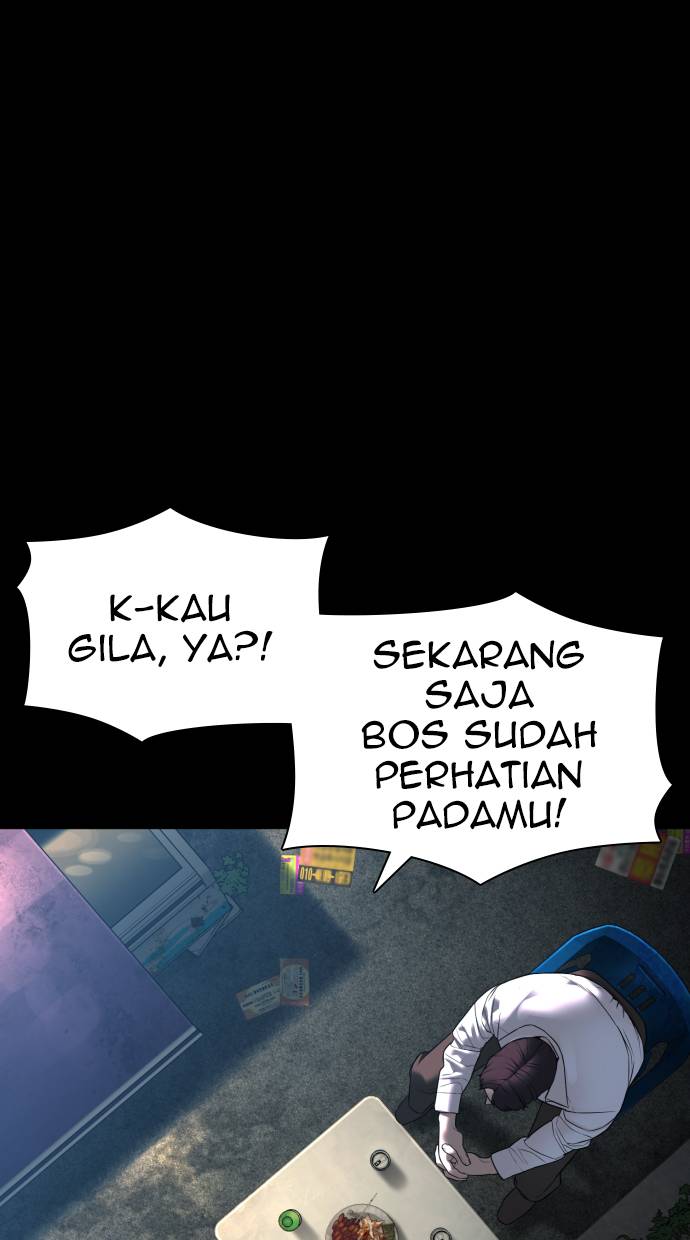 K-KAU
GILA, YA?!
SEKARANG
SAJA
BOS SUDAH
PERHATIAN
PADAMU!